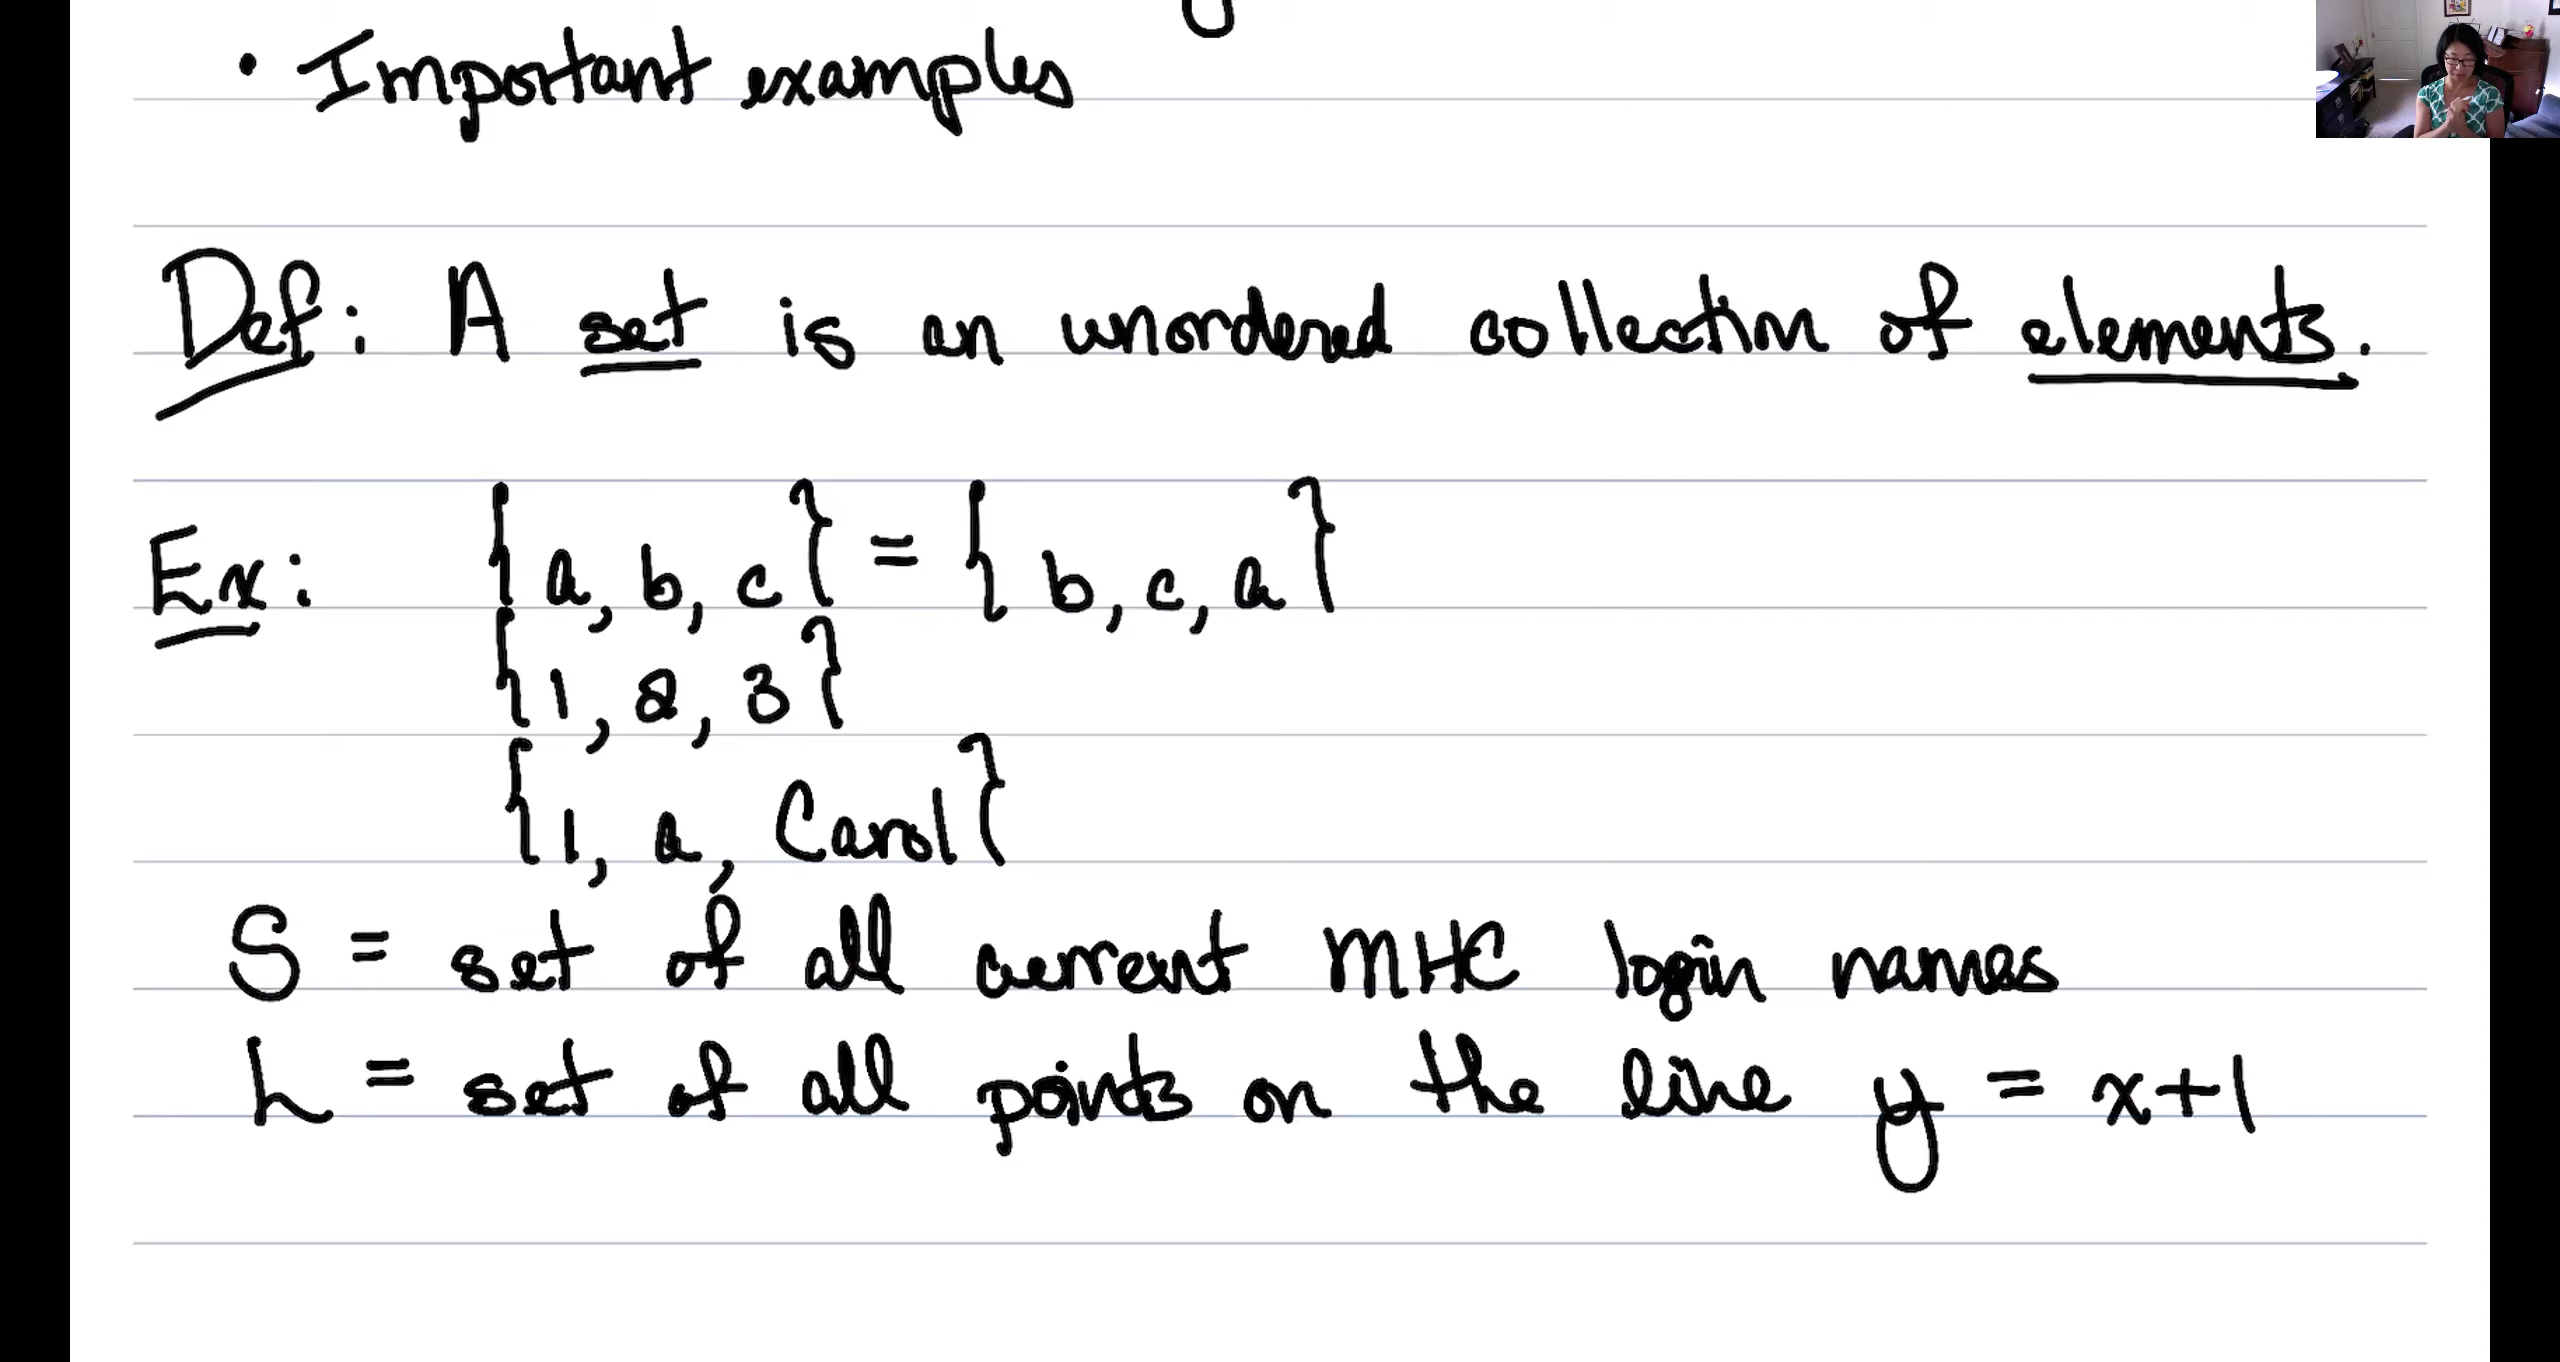 • Important examples
Def: A set is an unordered collection of elements.
Ex: {a, b, c} = {b, c, a}
{1, 2, 3}
{1, a, Carol}
S = set of all current MHC login names
L = set of all points on the line y = x+1